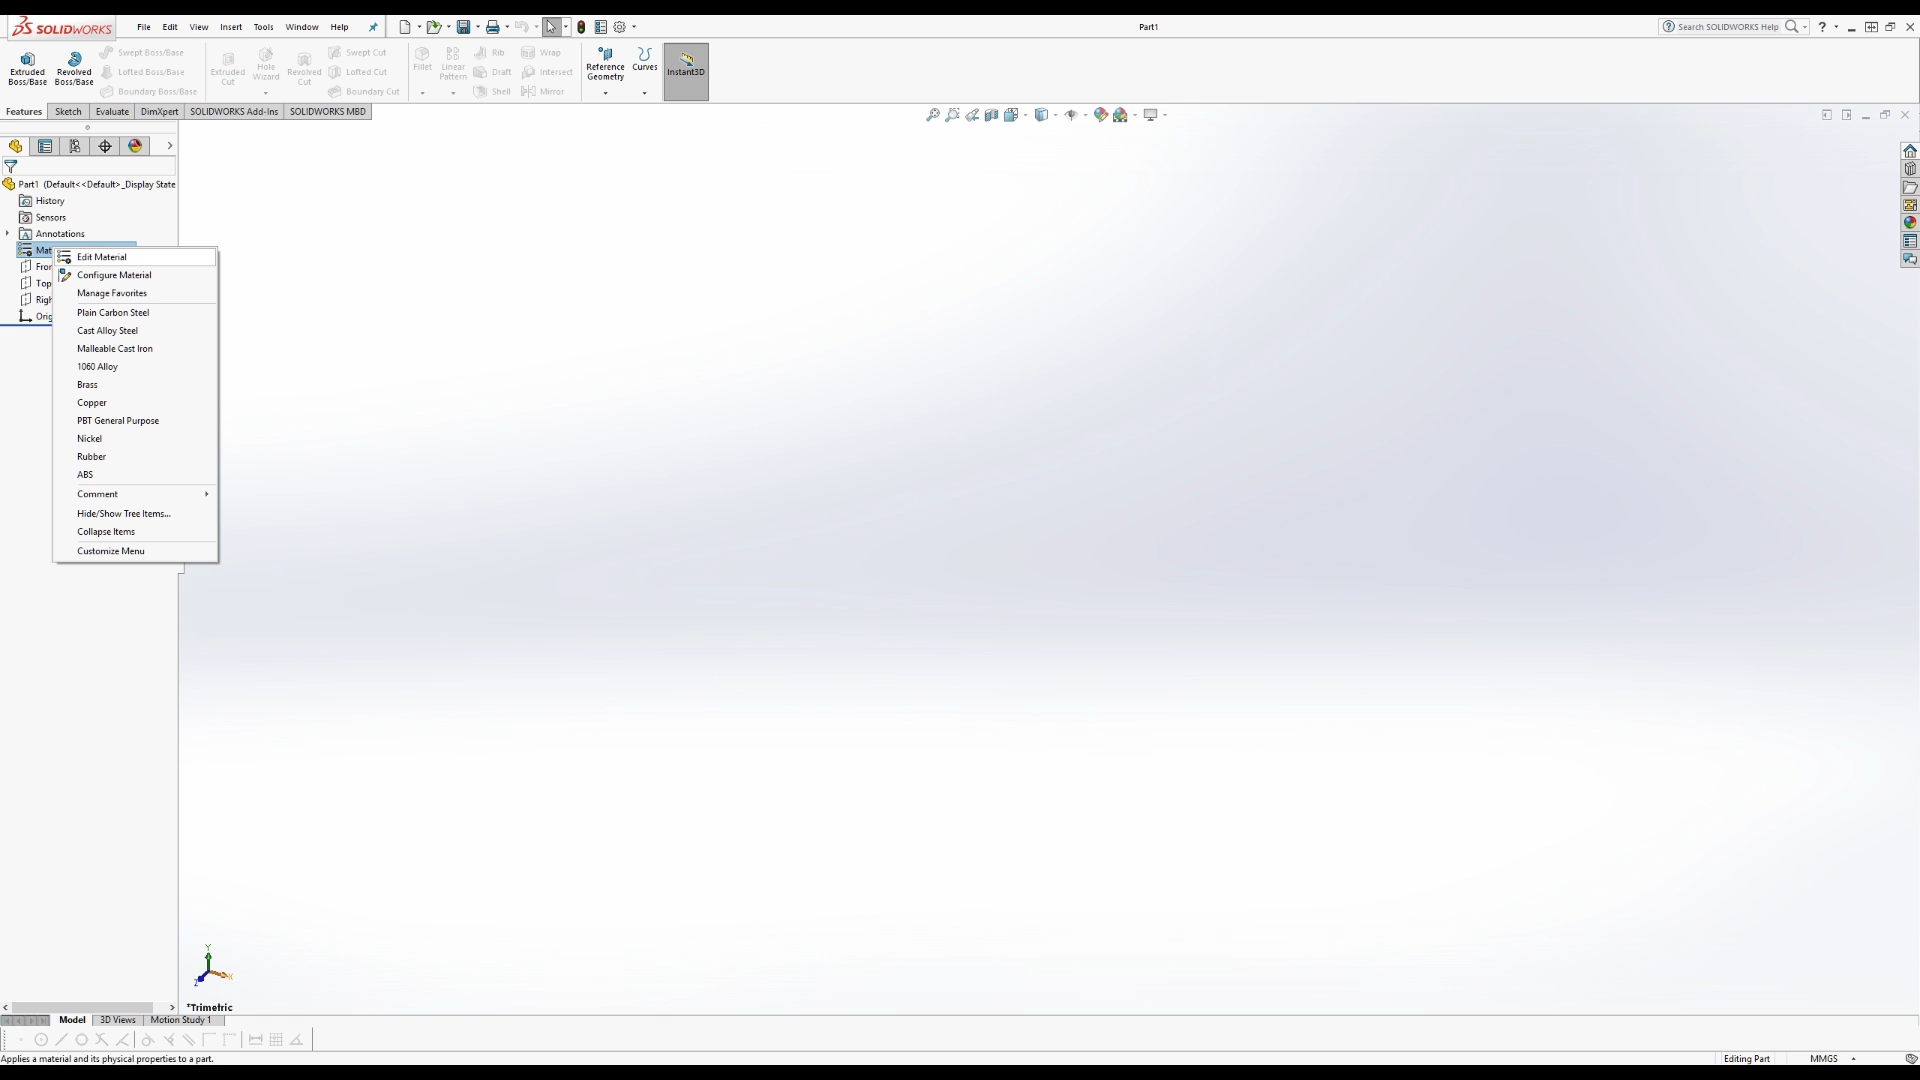 SOLIDWORKS File Edit View Insert Tools Window Help Part1 Search SOLIDWORKS Help ?
Extruded Boss/Base
Revolved Boss/Base
Swept Boss/Base
Lofted Boss/Base
Boundary Boss/Base
Extruded Cut
Hole Wizard
Revolved Cut
Swept Cut
Lofted Cut
Boundary Cut
Fillet
Linear Pattern
Rib
Draft
Shell
Wrap
Intersect
Mirror
Reference Geometry
Curves
Instant3D
Features Sketch Evaluate DimXpert SOLIDWORKS Add-Ins SOLIDWORKS MBD
Part1 (Default<<Default>_Display State
History
Sensors
Annotations
Mat
Fron
Top
Righ
Orig
Edit Material
Configure Material
Manage Favorites
Plain Carbon Steel
Cast Alloy Steel
Malleable Cast Iron
1060 Alloy
Brass
Copper
PBT General Purpose
Nickel
Rubber
ABS
Comment
Hide/Show Tree Items...
Collapse Items
Customize Menu
Y
X
Z
*Trimetric
Model 3D Views Motion Study 1
Applies a material and its physical properties to a part. Editing Part MMGS